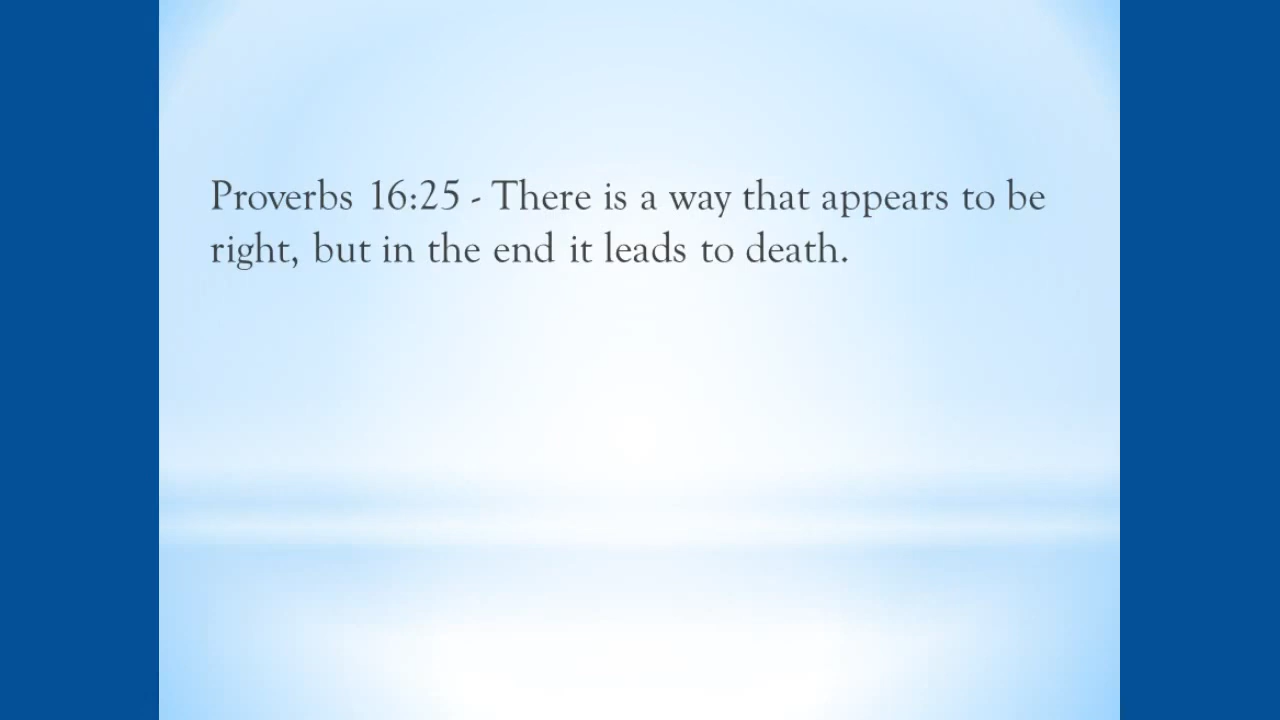 Proverbs 16:25 - There is a way that appears to be
right, but in the end it leads to death.